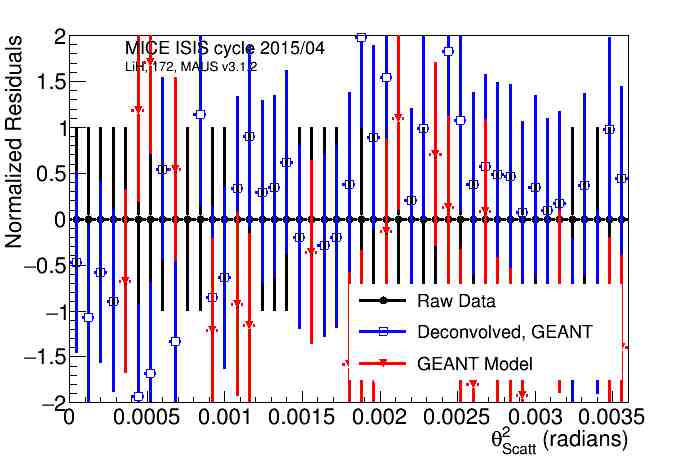 MICE ISIS cycle 2015/04
LiH, 172, MAUS v3.1.2
Normalized Residuals
2
1.5
1
0.5
0
−0.5
−1
−1.5
−2
Raw Data
Deconvolved, GEANT
GEANT Model
0 0.0005 0.001 0.0015 0.002 0.0025 0.003 0.0035
θ²Scatt (radians)